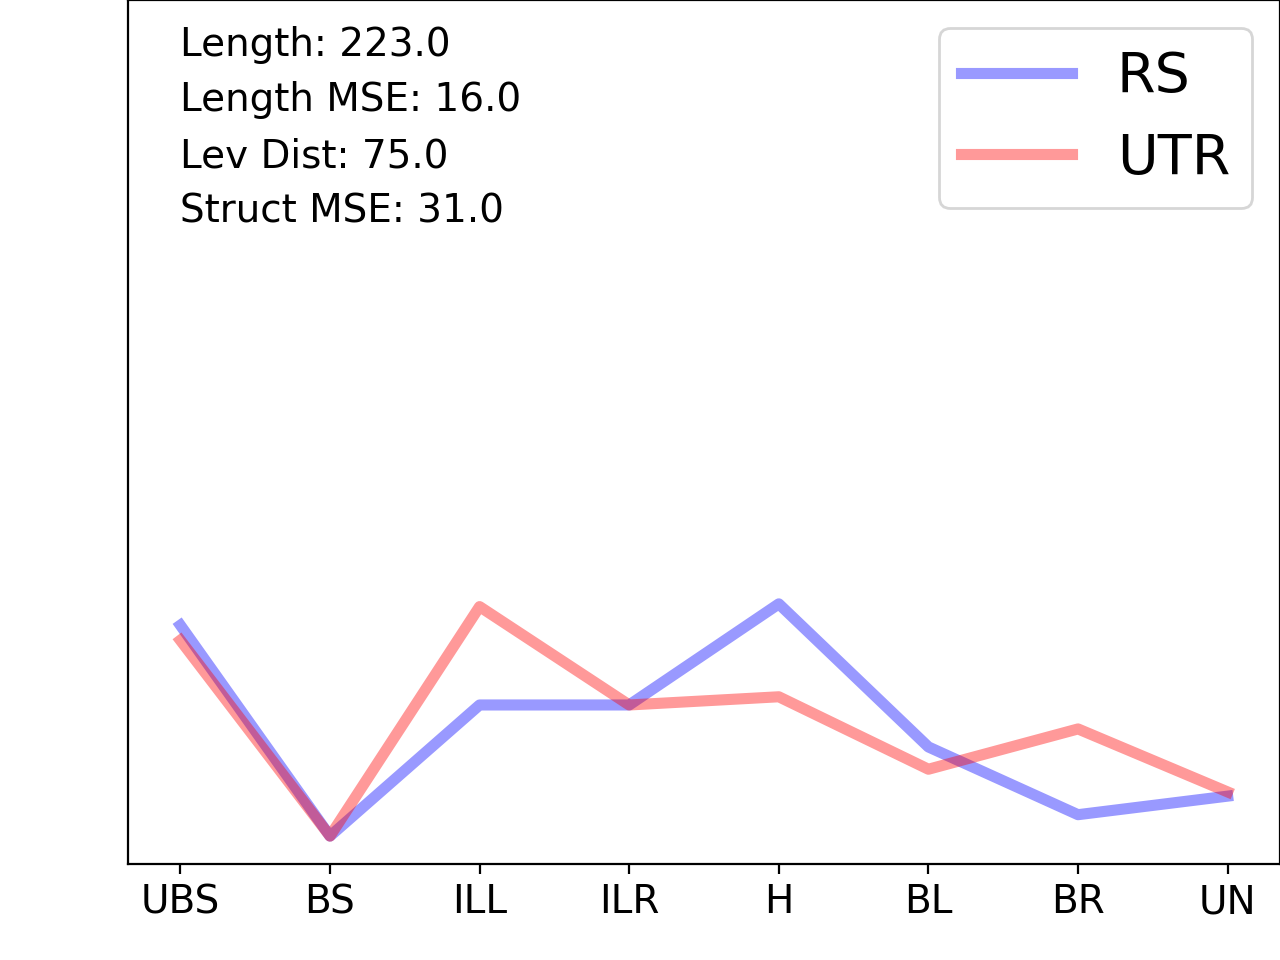 Length: 223.0
Length MSE: 16.0
Lev Dist: 75.0
Struct MSE: 31.0
RS
UTR
UBS BS ILL ILR H BL BR UN